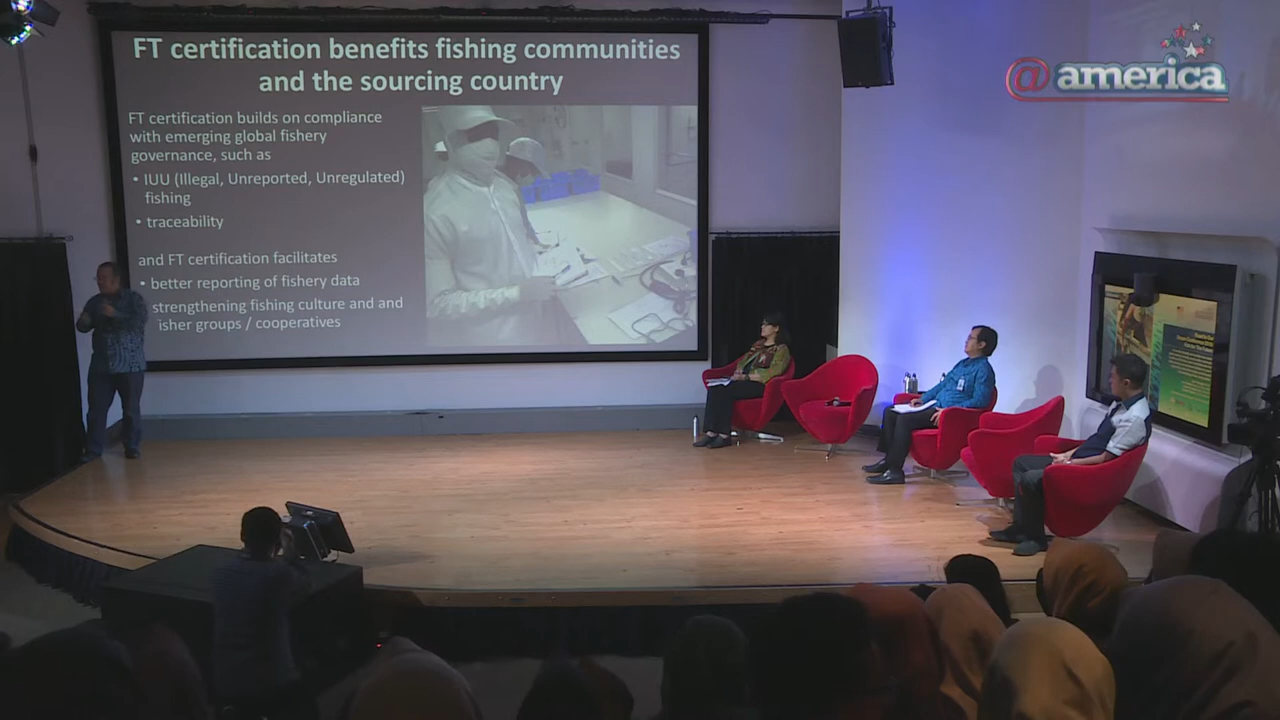 FT certification benefits fishing communities
and the sourcing country
@america
FT certification builds on compliance
with emerging global fishery
governance, such as
• IUU (Illegal, Unreported, Unregulated)
fishing
• traceability
and FT certification facilitates
• better reporting of fishery data
strengthening fishing culture and and
isher groups / cooperatives